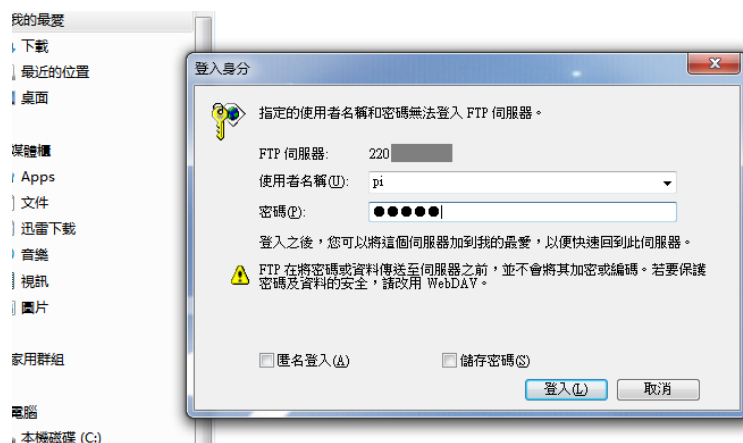 我的最愛
下載
最近的位置
桌面
媒體櫃
Apps
文件
迅雷下載
音樂
視訊
圖片
家用群組
電腦
本機磁碟 (C:)
登入身分
指定的使用者名稱和密碼無法登入 FTP 伺服器。
FTP 伺服器: 220
使用者名稱(U): pi
密碼(P): ●●●●●
登入之後，您可以將這個伺服器加到我的最愛，以便快速回到此伺服器。
FTP 在將密碼或資料傳送至伺服器之前，並不會將其加密或編碼。若要保護
密碼及資料的安全，請改用 WebDAV。
匿名登入(A) 儲存密碼(S)
登入(L) 取消